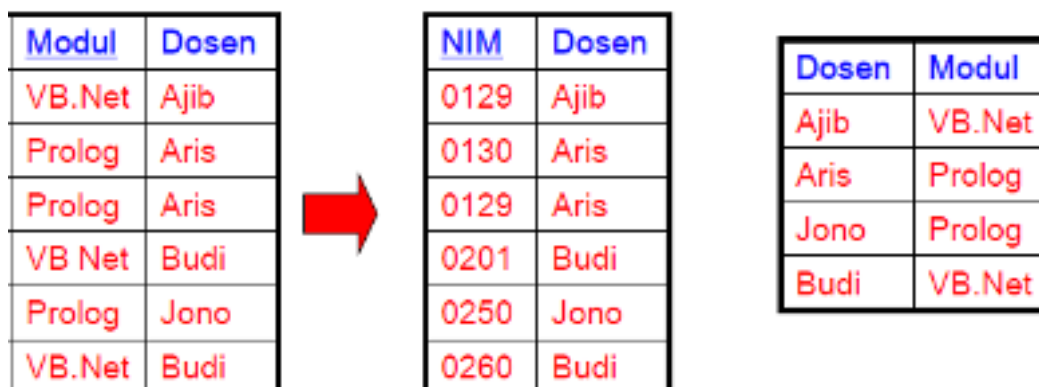 Modul Dosen
VB.Net Ajib
Prolog Aris
Prolog Aris
VB Net Budi
Prolog Jono
VB.Net Budi
NIM Dosen
0129 Ajib
0130 Aris
0129 Aris
0201 Budi
0250 Jono
0260 Budi
Dosen Modul
Ajib VB.Net
Aris Prolog
Jono Prolog
Budi VB.Net